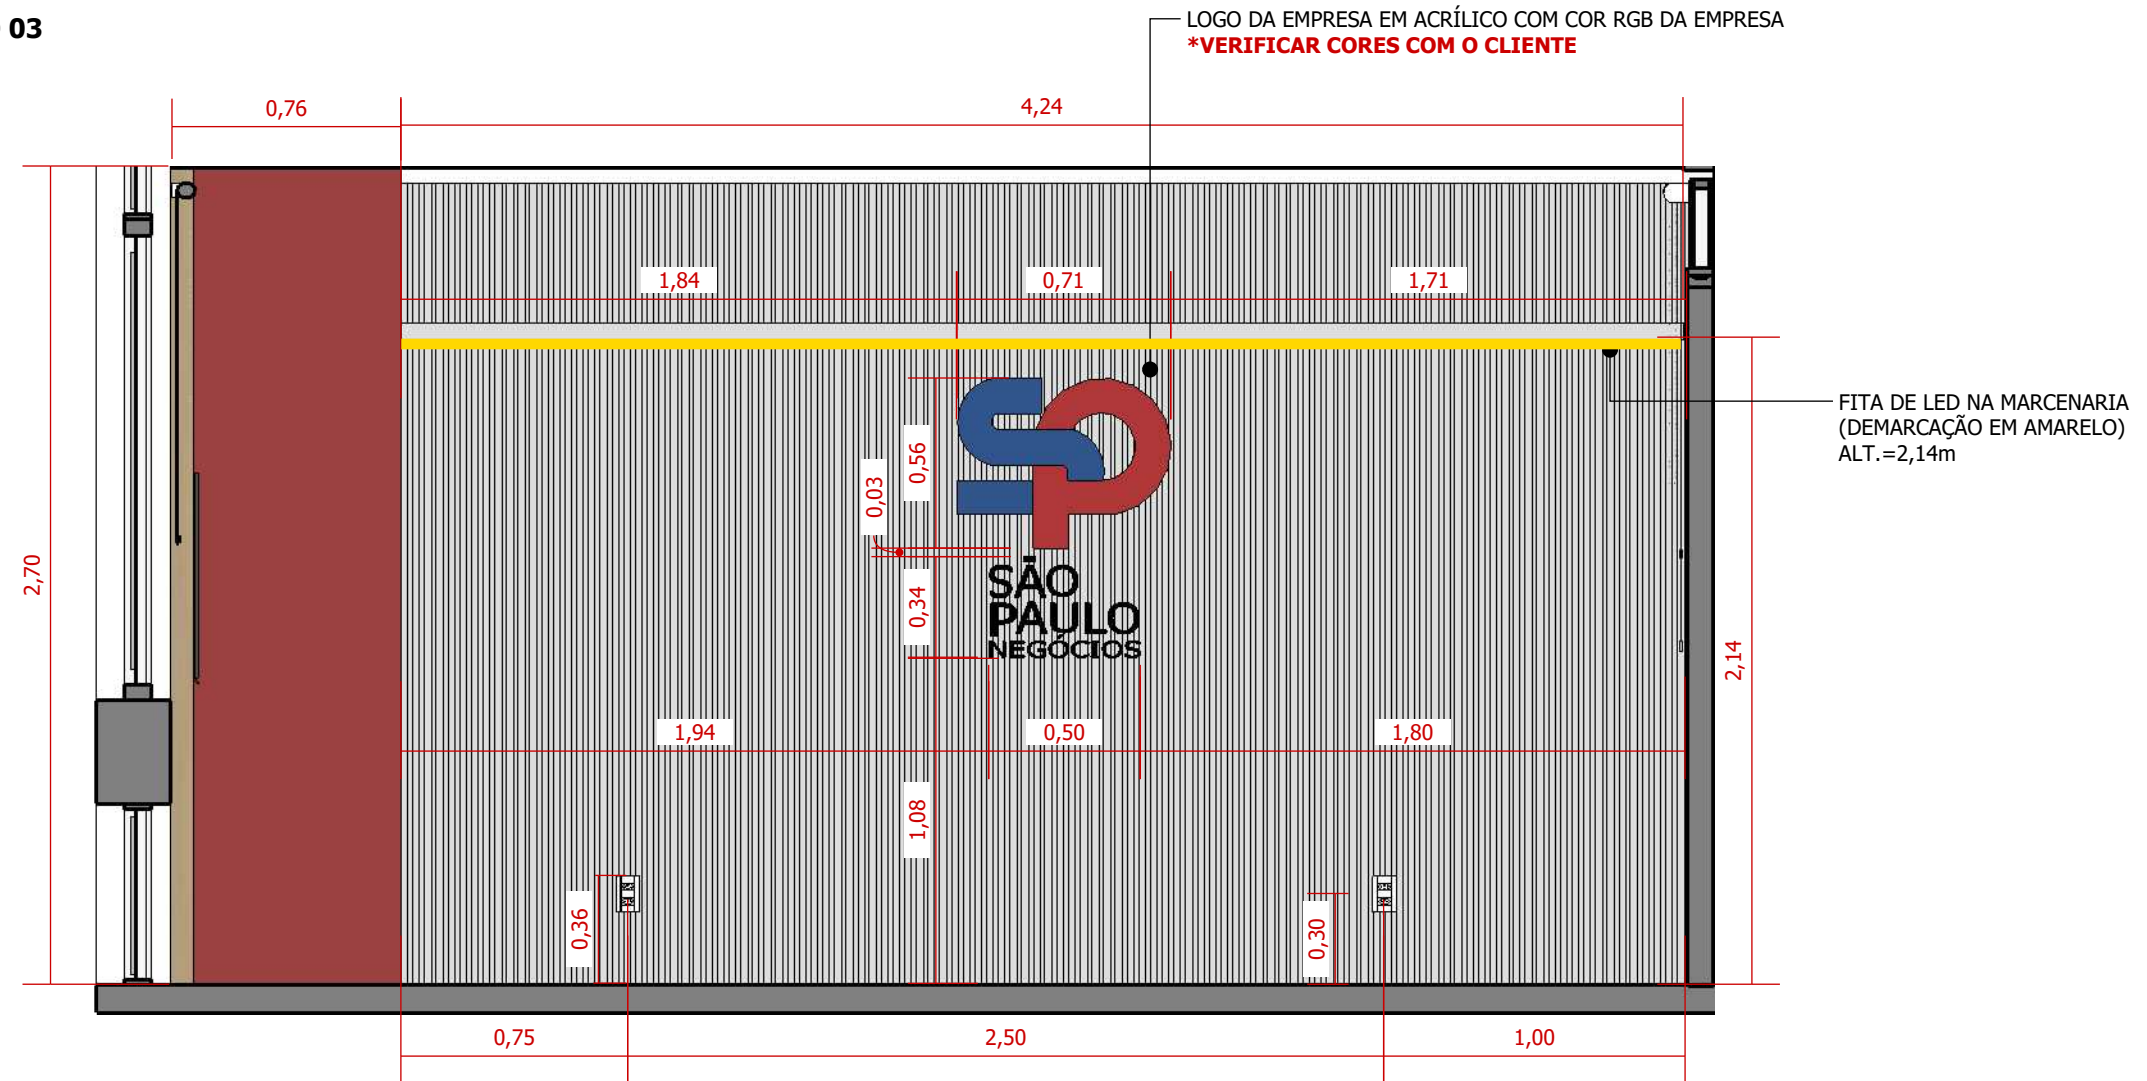 03
LOGO DA EMPRESA EM ACRÍLICO COM COR RGB DA EMPRESA
*VERIFICAR CORES COM O CLIENTE
0,76
4,24
1,84
0,71
1,71
FITA DE LED NA MARCENARIA
(DEMARCAÇÃO EM AMARELO)
ALT.=2,14m
0,56
0,03
2,70
SÃO
PAULO
NEGÓCIOS
0,34
2,14
1,94
0,50
1,80
1,08
0,36
0,30
0,75
2,50
1,00